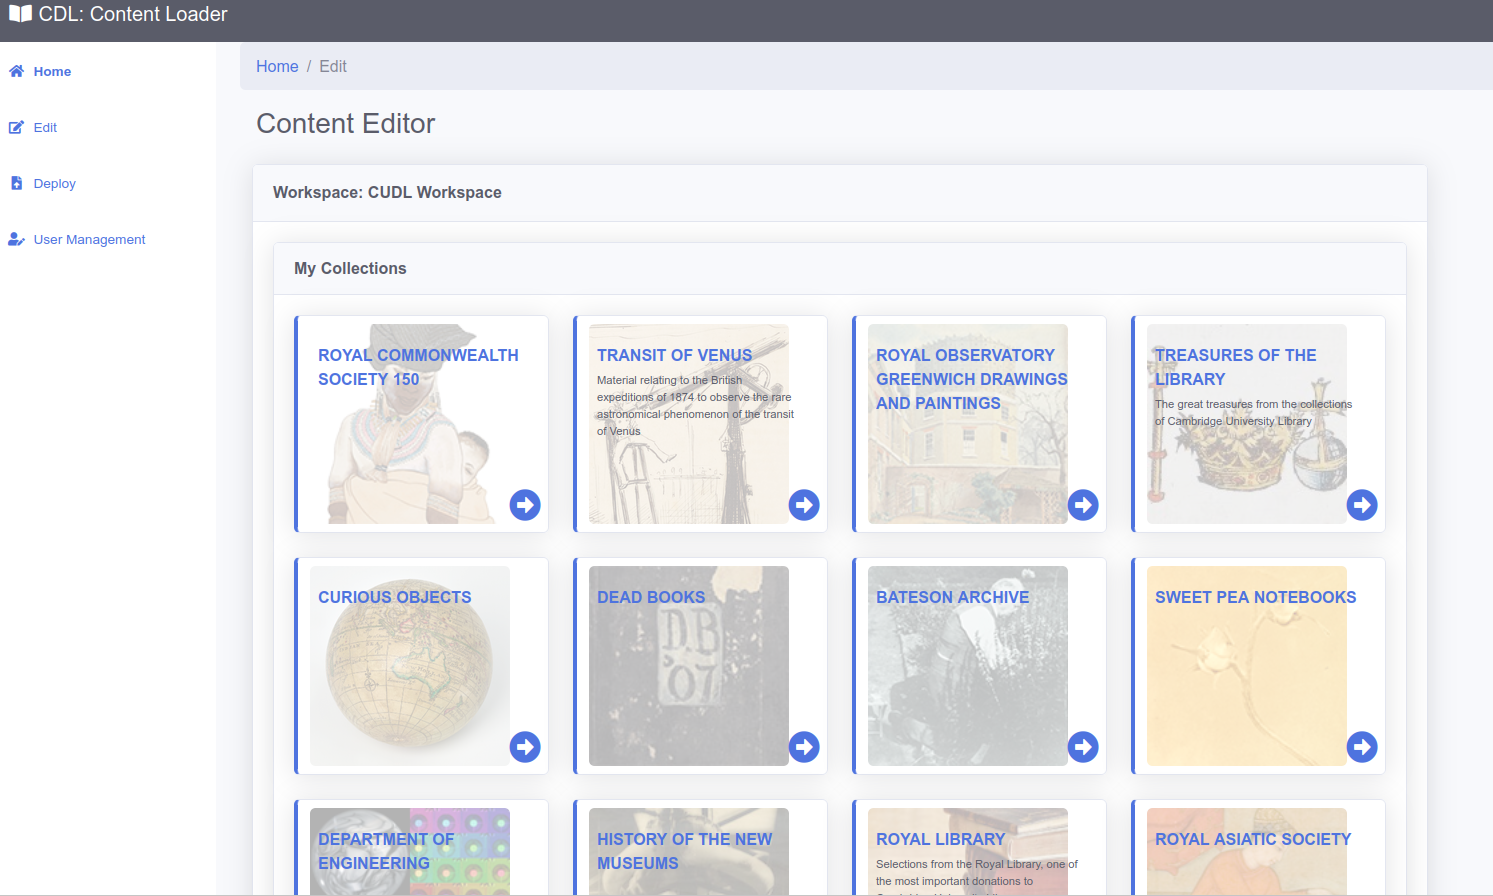 CDL: Content Loader
Home
Edit
Deploy
User Management
Home / Edit
Content Editor
Workspace: CUDL Workspace
My Collections
ROYAL COMMONWEALTH
SOCIETY 150
TRANSIT OF VENUS
Material relating to the British
expeditions of 1874 to observe the rare
astronomical phenomenon of the transit
of Venus
ROYAL OBSERVATORY
GREENWICH DRAWINGS
AND PAINTINGS
TREASURES OF THE
LIBRARY
The great treasures from the collections
of Cambridge University Library
CURIOUS OBJECTS
DEAD BOOKS
DB
07
BATESON ARCHIVE
SWEET PEA NOTEBOOKS
DEPARTMENT OF
ENGINEERING
HISTORY OF THE NEW
MUSEUMS
ROYAL LIBRARY
Selections from the Royal Library, one of
the most important donations to
ROYAL ASIATIC SOCIETY